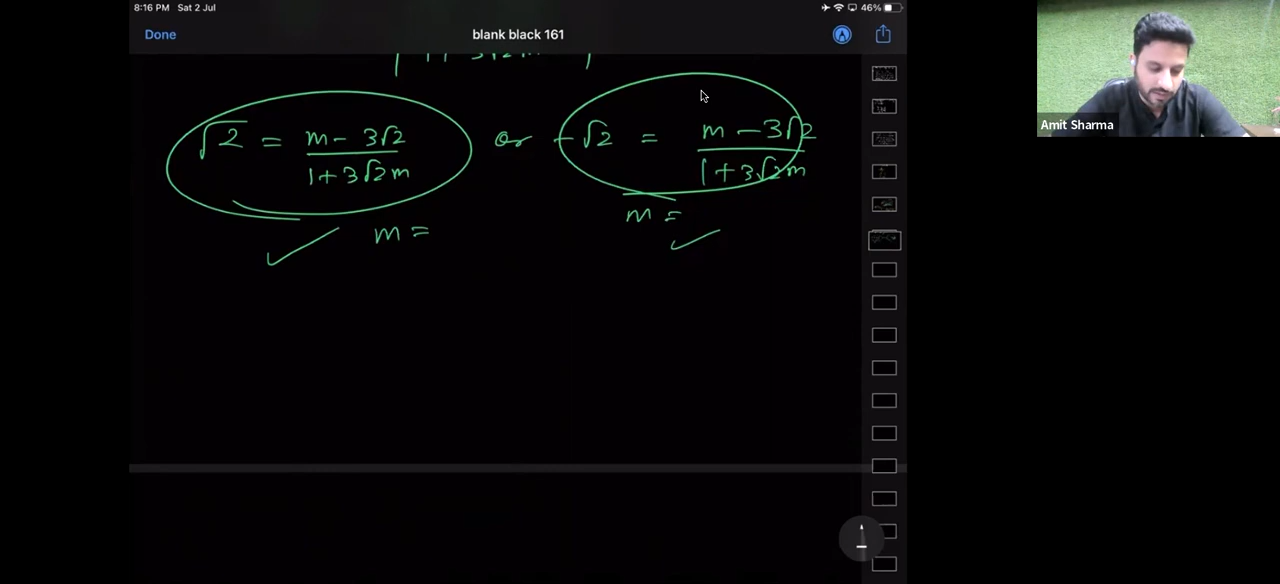 8:16 PM Sat 2 Jul 46%
Done blank black 161
Amit Sharma
√2 = (m - 3√2)/(1 + 3√2m) or -√2 = (m - 3√2)/(1 + 3√2m)
m =
m =